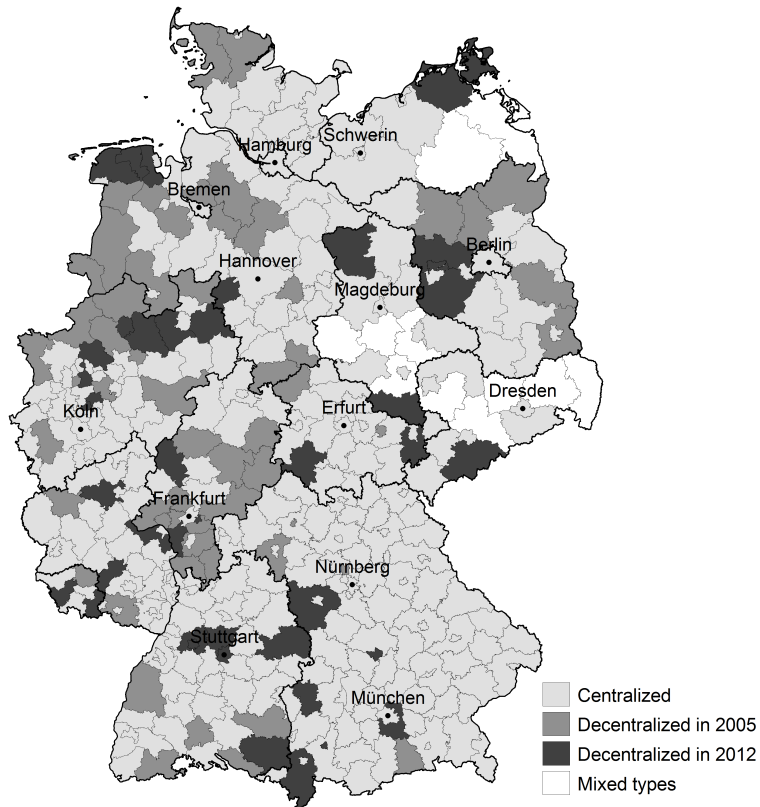 Schwerin
Hamburg
Bremen
Berlin
Hannover
Magdeburg
Dresden
Erfurt
Köln
Frankfurt
Nürnberg
Stuttgart
München
Centralized
Decentralized in 2005
Decentralized in 2012
Mixed types